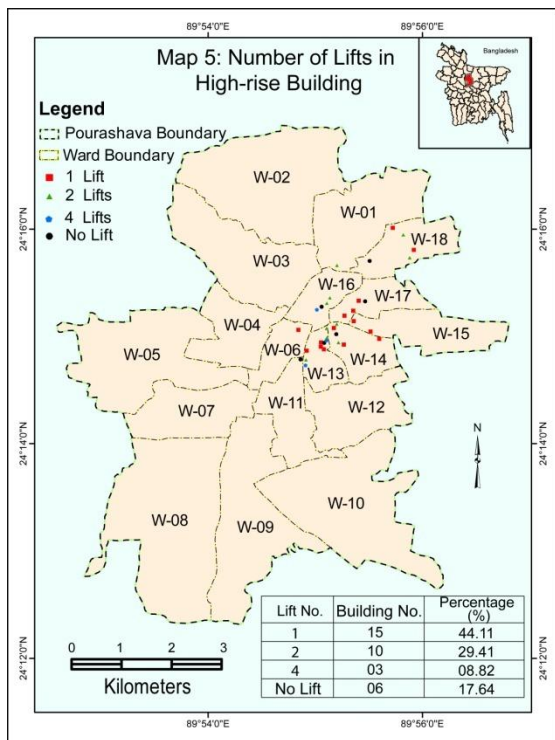 89°54'0"E
89°56'0"E
Map 5: Number of Lifts in
High-rise Building
Bangladesh
Legend
Pourashava Boundary
Ward Boundary
1 Lift
2 Lifts
4 Lifts
No Lift
24°16'0"N
24°16'0"N
W-02
W-01
W-18
W-03
W-16
W-17
W-04
W-15
W-05
W-06
W-14
W-13
W-07
W-11
W-12
24°14'0"N
24°14'0"N
N
W-10
W-08
W-09
Lift No. Building No. Percentage (%)
1 15 44.11
2 10 29.41
4 03 08.82
No Lift 06 17.64
0 1 2 3
Kilometers
24°12'0"N
24°12'0"N
89°54'0"E
89°56'0"E